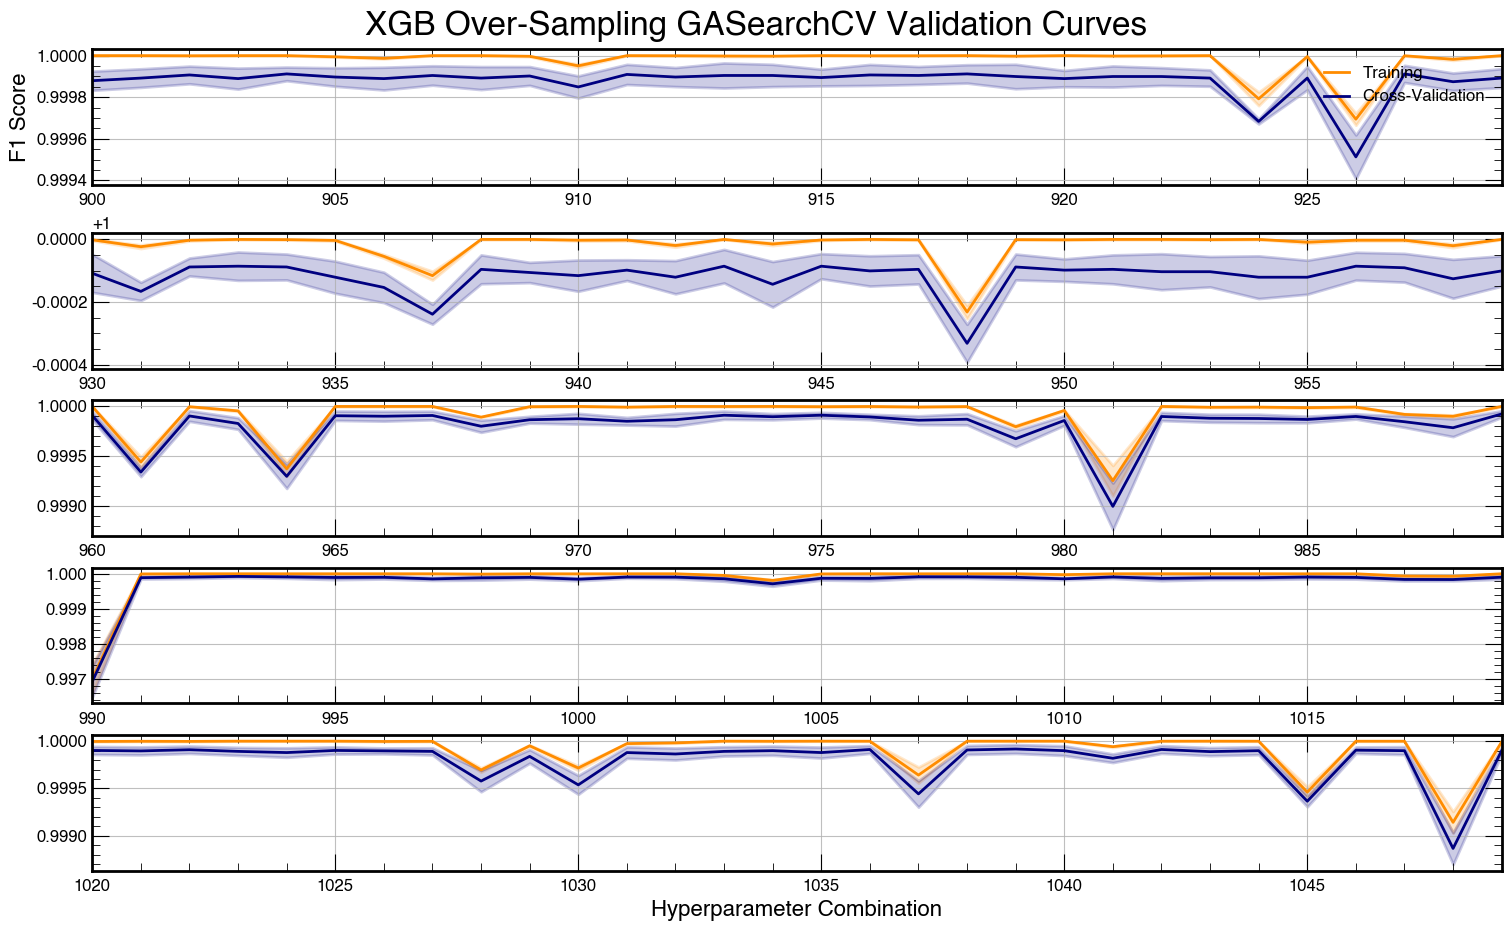 XGB Over-Sampling GASearchCV Validation Curves
F1 Score
1.0000
0.9998
0.9996
0.9994
Training
Cross-Validation
900 905 910 915 920 925
+1
0.0000
-0.0002
-0.0004
930 935 940 945 950 955
1.0000
0.9995
0.9990
960 965 970 975 980 985
1.000
0.999
0.998
0.997
990 995 1000 1005 1010 1015
1.0000
0.9995
0.9990
1020 1025 1030 1035 1040 1045
Hyperparameter Combination